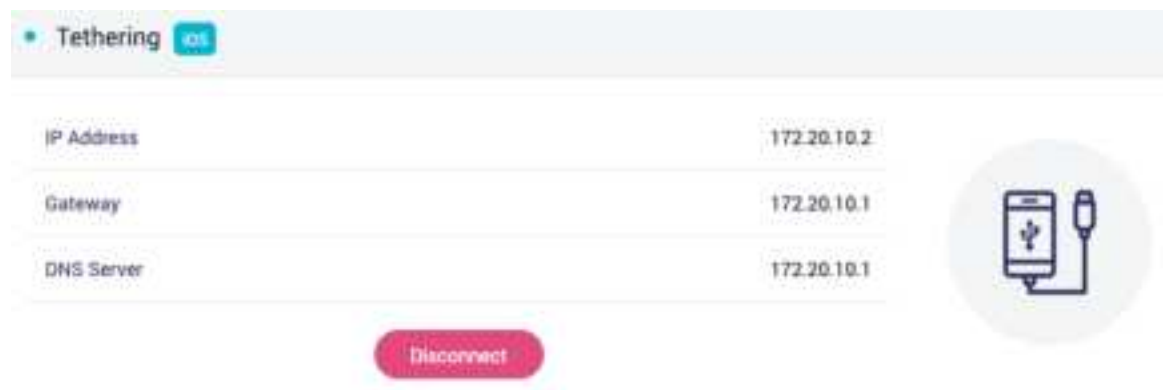 Tethering iOS
IP Address 172.20.10.2
Gateway 172.20.10.1
DNS Server 172.20.10.1
Disconnect